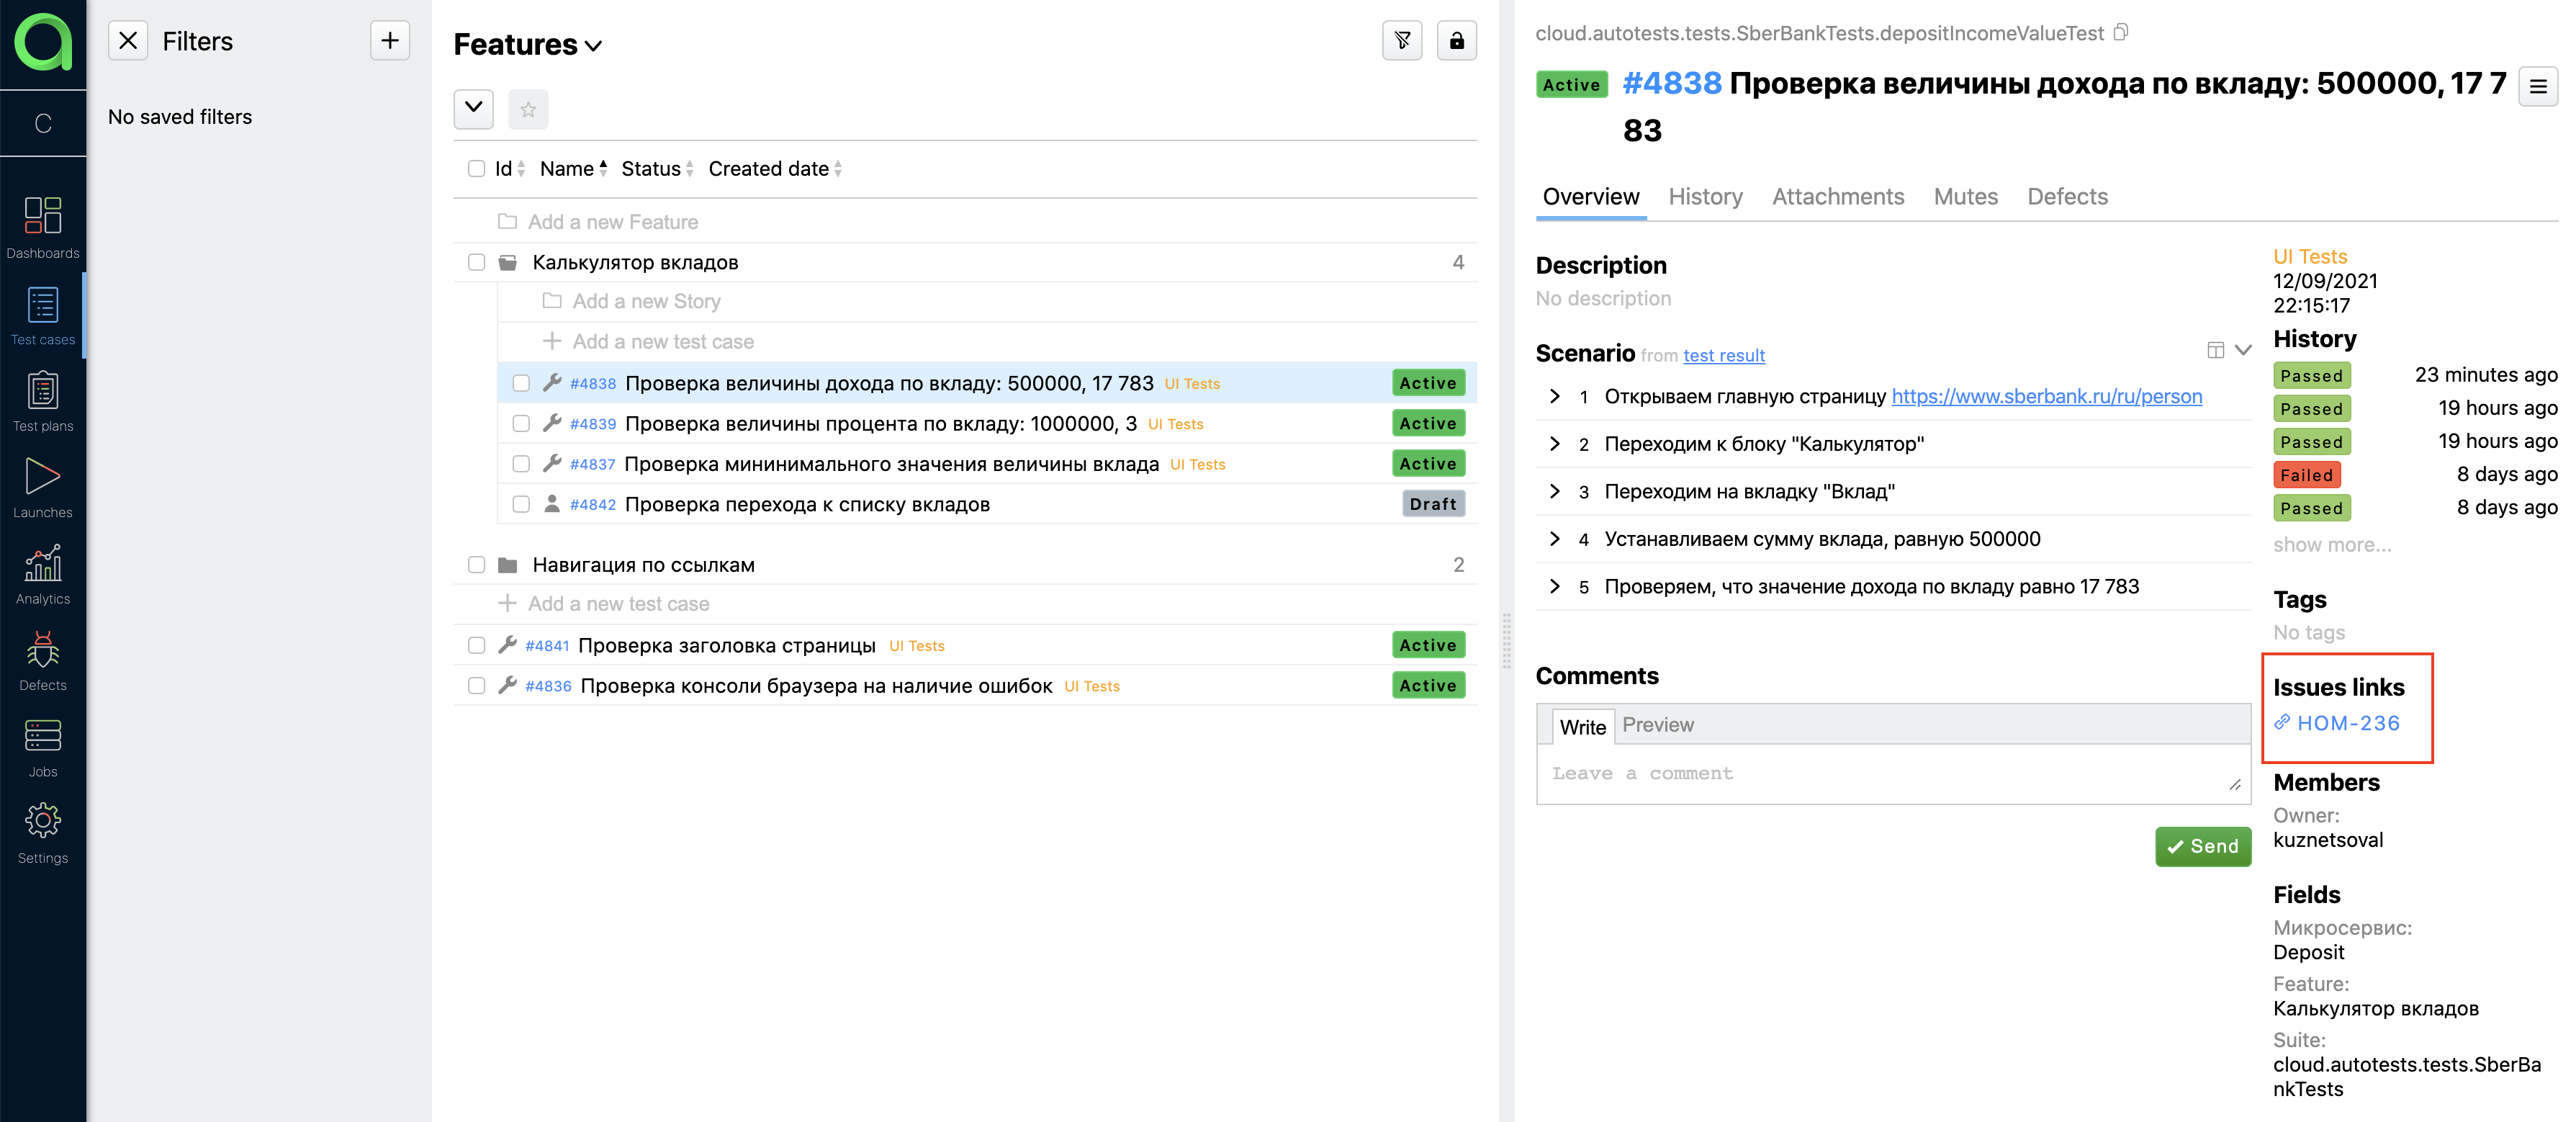 C
Dashboards
Test cases
Test plans
Launches
Analytics
Defects
Jobs
Settings
Filters
No saved filters
Features
Id Name Status Created date
Add a new Feature
Калькулятор вкладов 4
Add a new Story
Add a new test case
#4838 Проверка величины дохода по вкладу: 500000, 17 783 UI Tests Active
#4839 Проверка величины процента по вкладу: 1000000, 3 UI Tests Active
#4837 Проверка мининимального значения величины вклада UI Tests Active
#4842 Проверка перехода к списку вкладов Draft
Навигация по ссылкам 2
Add a new test case
#4841 Проверка заголовка страницы UI Tests Active
#4836 Проверка консоли браузера на наличие ошибок UI Tests Active
cloud.autotests.tests.SberBankTests.depositIncomeValueTest
Active #4838 Проверка величины дохода по вкладу: 500000, 17 7
83
Overview History Attachments Mutes Defects
Description
No description
Scenario from test result
1 Открываем главную страницу https://www.sberbank.ru/ru/person
2 Переходим к блоку "Калькулятор"
3 Переходим на вкладку "Вклад"
4 Устанавливаем сумму вклада, равную 500000
5 Проверяем, что значение дохода по вкладу равно 17 783
Comments
Write Preview
Leave a comment
Send
UI Tests
12/09/2021
22:15:17
History
Passed 23 minutes ago
Passed 19 hours ago
Passed 19 hours ago
Failed 8 days ago
Passed 8 days ago
show more...
Tags
No tags
Issues links
HOM-236
Members
Owner:
kuznetsoval
Fields
Микросервис:
Deposit
Feature:
Калькулятор вкладов
Suite:
cloud.autotests.tests.SberBa
nkTests